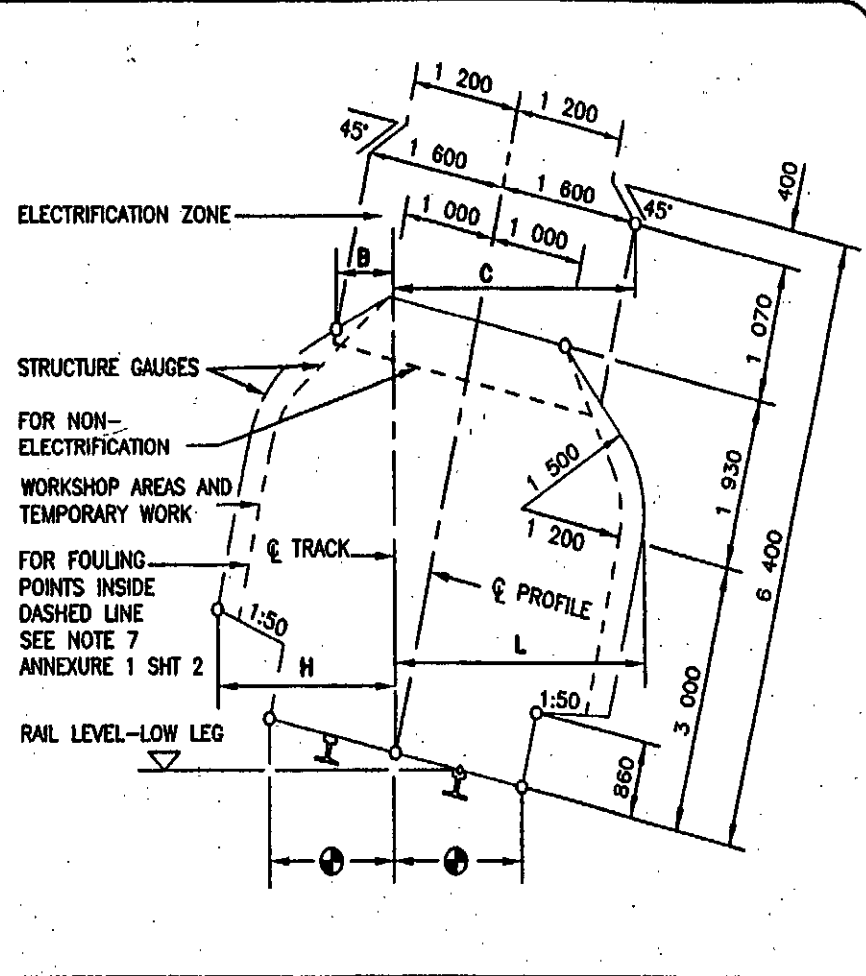 1 200
1 200
45°
1 600
1 600
45°
400
ELECTRIFICATION ZONE
1 000
1 000
B
C
1 070
STRUCTURE GAUGES
FOR NON-
ELECTRIFICATION
1 500
1 930
WORKSHOP AREAS AND
TEMPORARY WORK
1 200
6 400
℄ TRACK
FOR FOULING
POINTS INSIDE
DASHED LINE
SEE NOTE 7
ANNEXURE 1 SHT 2
℄ PROFILE
1:50
L
H
1:50
3 000
RAIL LEVEL-LOW LEG
860